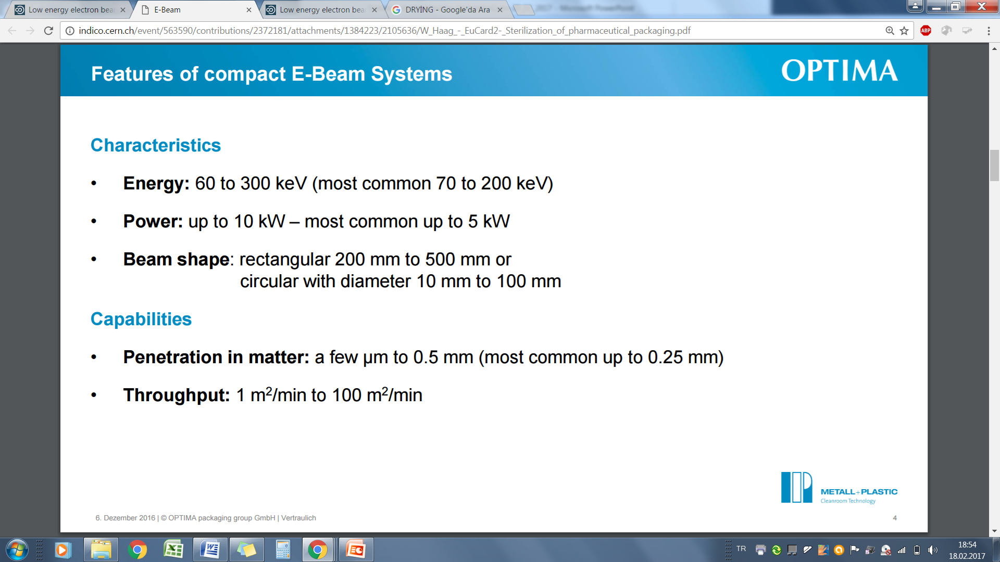 Low energy electron bea
E-Beam
Low energy electron bea
DRYİNG - Google'da Ara
indico.cern.ch/event/563590/contributions/2372181/attachments/1384223/2105636/W_Haag_-_EuCard2-_Sterilization_of_pharmaceutical_packaging.pdf
ABP
Features of compact E-Beam Systems
OPTIMA
Characteristics
• Energy: 60 to 300 keV (most common 70 to 200 keV)
• Power: up to 10 kW – most common up to 5 kW
• Beam shape: rectangular 200 mm to 500 mm or
circular with diameter 10 mm to 100 mm
Capabilities
• Penetration in matter: a few µm to 0.5 mm (most common up to 0.25 mm)
• Throughput: 1 m²/min to 100 m²/min
METALL+PLASTIC
Cleanroom Technology
6. Dezember 2016 | © OPTIMA packaging group GmbH | Vertraulich
4
TR
18:54
18.02.2017